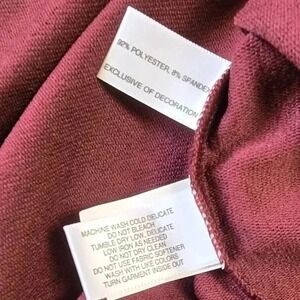 92% POLYESTER, 8% SPANDEX
EXCLUSIVE OF DECORATION
MACHINE WASH COLD DELICATE
DO NOT BLEACH
TUMBLE DRY LOW, DELICATE
LOW IRON AS NEEDED
DO NOT DRY CLEAN
DO NOT USE FABRIC SOFTENER
WASH WITH LIKE COLORS
TURN GARMENT INSIDE OUT